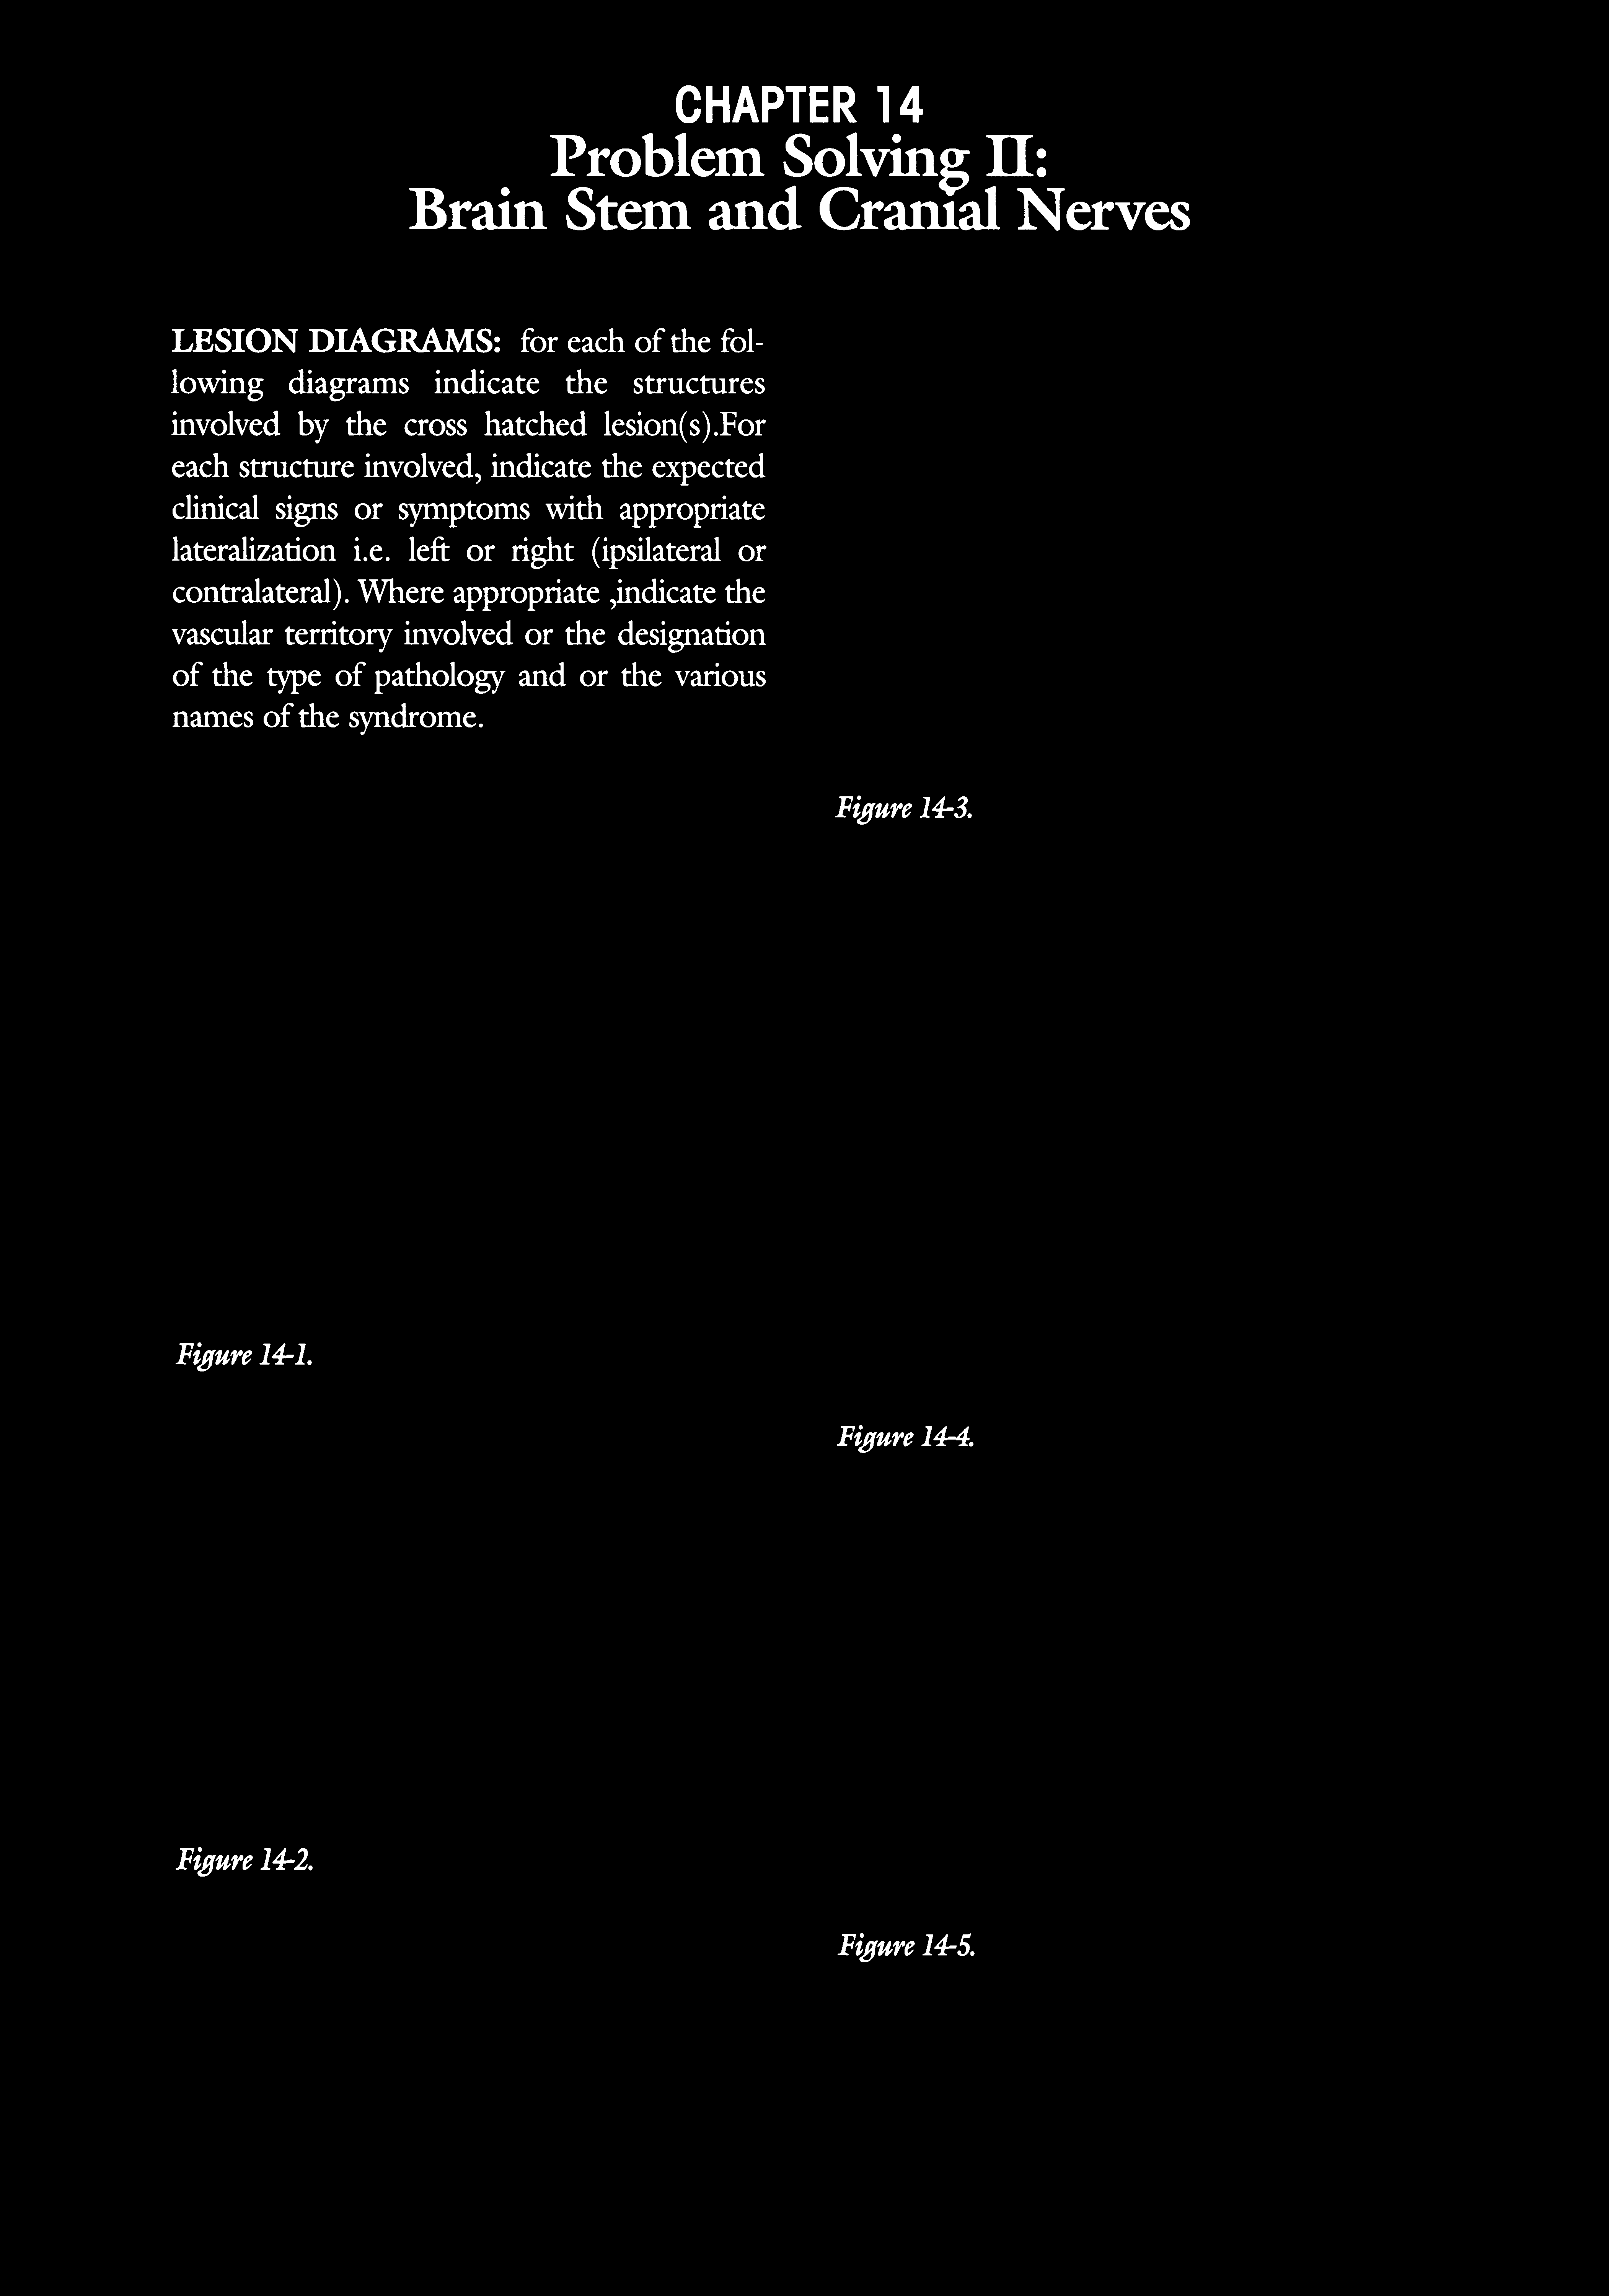 CHAPTER 14
Problem Solving II:
Brain Stem and Cranial Nerves
LESION DIAGRAMS: for each of the fol-
lowing diagrams indicate the structures
involved by the cross hatched lesion(s).For
each structure involved, indicate the expected
clinical signs or symptoms with appropriate
lateralization i.e. left or right (ipsilateral or
contralateral). Where appropriate ,indicate the
vascular territory involved or the designation
of the type of pathology and or the various
names of the syndrome.
Figure 14-1.
Figure 14-2.
Figure 14-3.
Figure 14-4.
Figure 14-5.